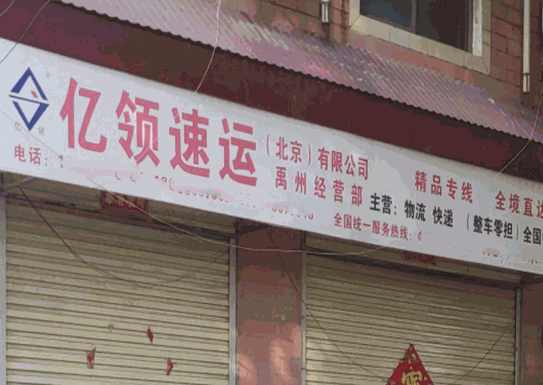 亿领速运
（北京）有限公司
禹州经营部
精品专线 全境直达
主营：物流 快递 （整车零担）全国
电话：
全国统一服务热线：4